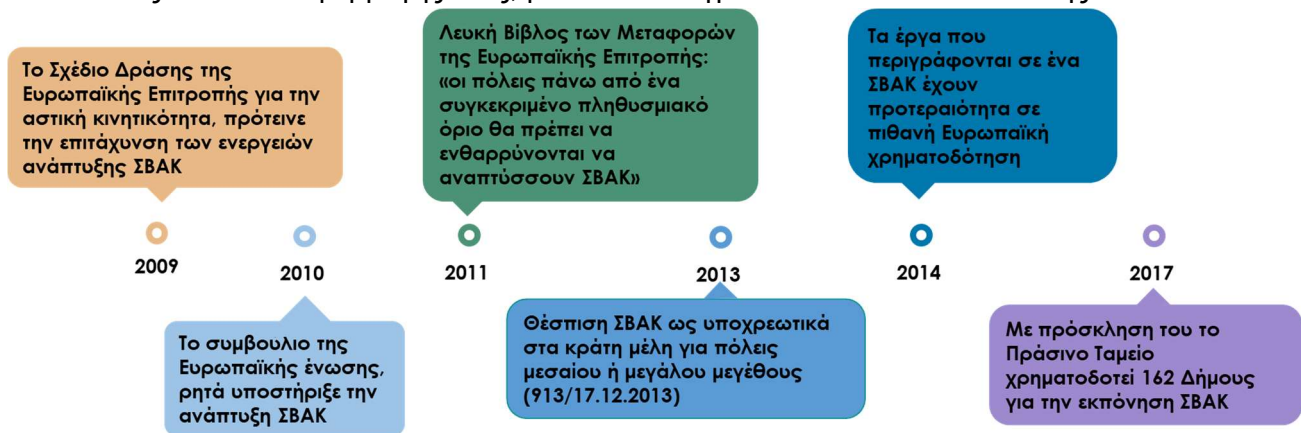 Το Σχέδιο Δράσης της
Ευρωπαϊκής Επιτροπής για την
αστική κινητικότητα, πρότεινε
την επιτάχυνση των ενεργειών
ανάπτυξης ΣΒΑΚ
2009
2010
Το συμβουλιο της
Ευρωπαϊκής ένωσης,
ρητά υποστήριξε την
ανάπτυξη ΣΒΑΚ
Λευκή Βίβλος των Μεταφορών
της Ευρωπαϊκής Επιτροπής:
«οι πόλεις πάνω από ένα
συγκεκριμένο πληθυσμιακό
όριο θα πρέπει να
ενθαρρύνονται να
αναπτύσσουν ΣΒΑΚ»
2011
2013
Θέσπιση ΣΒΑΚ ως υποχρεωτικά
στα κράτη μέλη για πόλεις
μεσαίου ή μεγάλου μεγέθους
(913/17.12.2013)
Τα έργα που
περιγράφονται σε ένα
ΣΒΑΚ έχουν
προτεραιότητα σε
πιθανή Ευρωπαϊκή
χρηματοδότηση
2014
2017
Με πρόσκληση του το
Πράσινο Ταμείο
χρηματοδοτεί 162 Δήμους
για την εκπόνηση ΣΒΑΚ